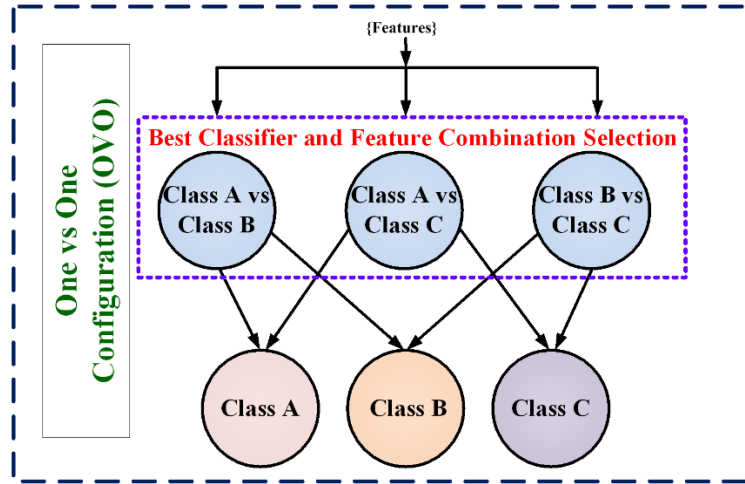 {Features}
One vs One
Configuration (OVO)
Best Classifier and Feature Combination Selection
Class A vs
Class B
Class A vs
Class C
Class B vs
Class C
Class A
Class B
Class C